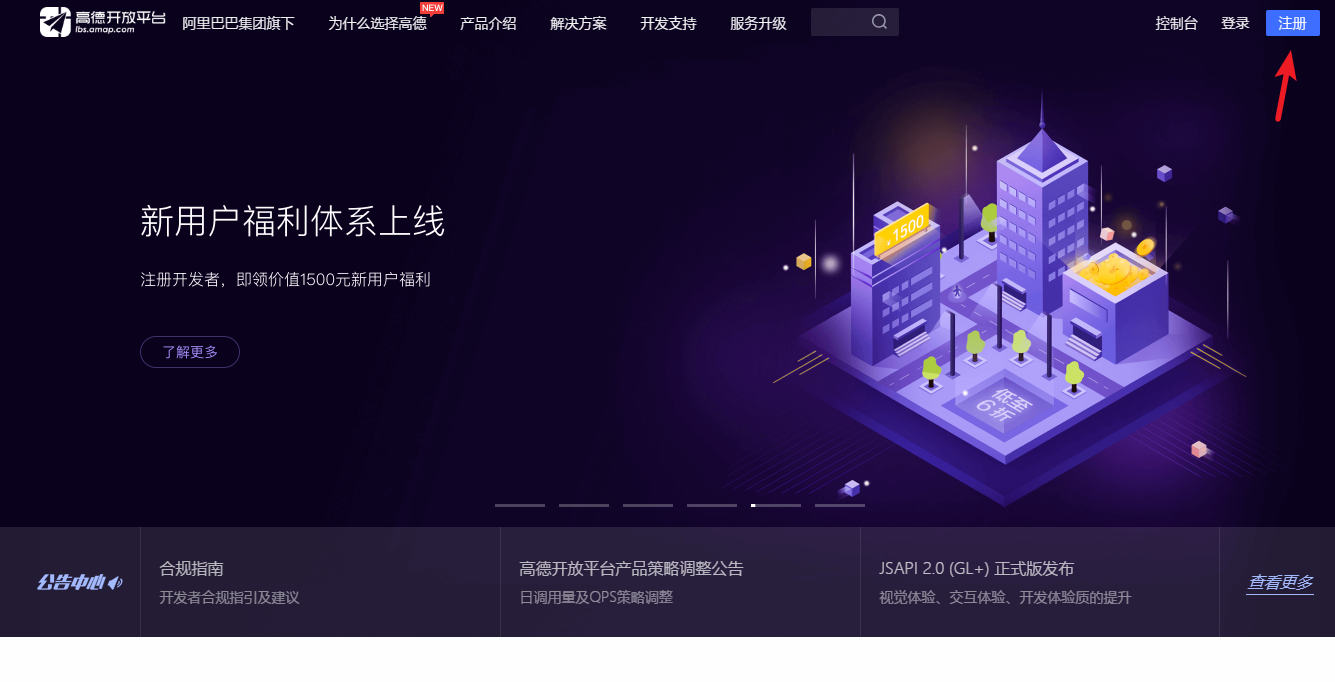 高德开放平台
lbs.amap.com
阿里巴巴集团旗下
为什么选择高德
NEW
产品介绍
解决方案
开发支持
服务升级
控制台
登录
注册
新用户福利体系上线
注册开发者，即领价值1500元新用户福利
了解更多
1500
低至
6折
公告中心
合规指南
开发者合规指引及建议
高德开放平台产品策略调整公告
日调用量及QPS策略调整
JSAPI 2.0 (GL+) 正式版发布
视觉体验、交互体验、开发体验质的提升
查看更多